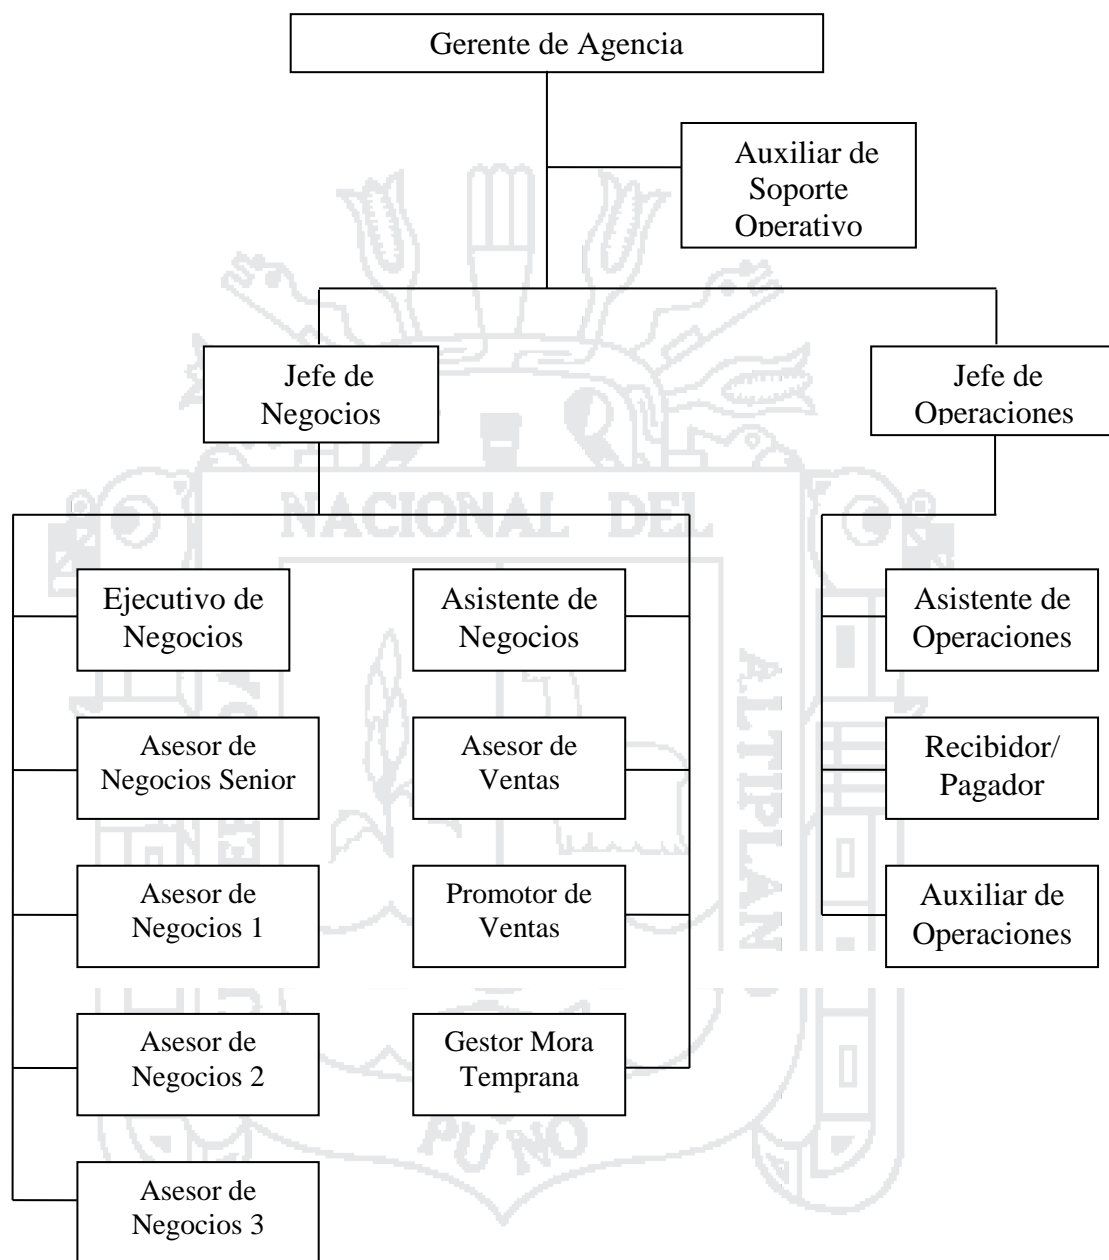 Gerente de Agencia
Auxiliar de
Soporte
Operativo
Jefe de
Negocios
Jefe de
Operaciones
NACIONAL DEL
Ejecutivo de
Negocios
Asistente de
Negocios
Asistente de
Operaciones
Asesor de
Negocios Senior
Asesor de
Ventas
Recibidor/
Pagador
Asesor de
Negocios 1
Promotor de
Ventas
Auxiliar de
Operaciones
ALTIPLAN
Asesor de
Negocios 2
Gestor Mora
Temprana
PUNO
Asesor de
Negocios 3